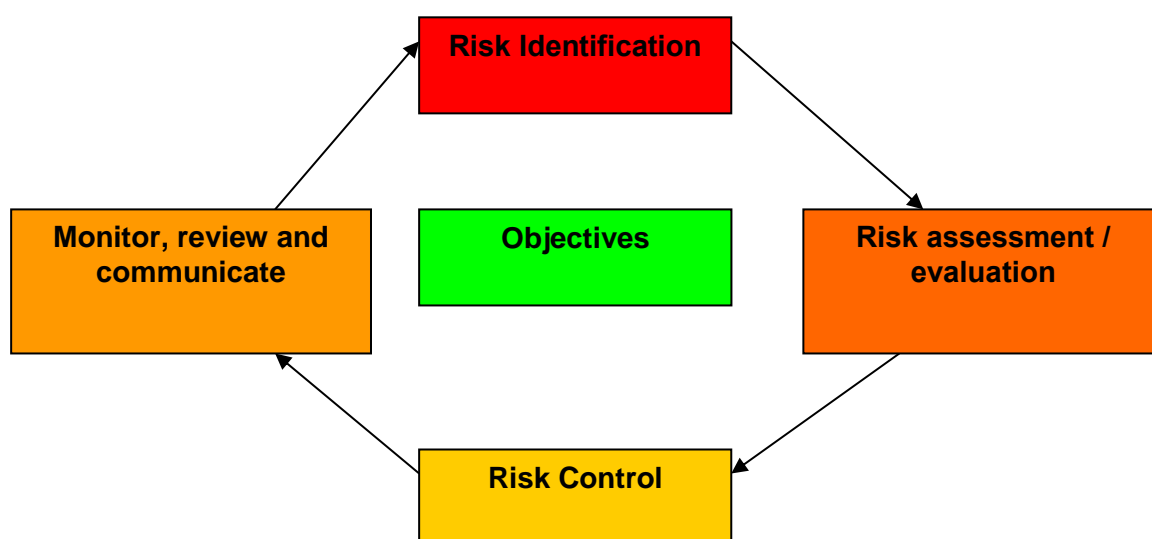 Risk Identification
Monitor, review and
communicate
Objectives
Risk assessment /
evaluation
Risk Control